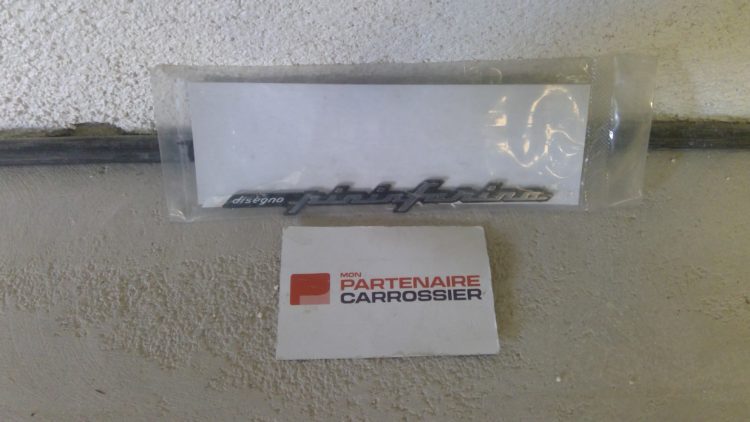 disegno pininfarina
MON
PARTENAIRE
CARROSSIER